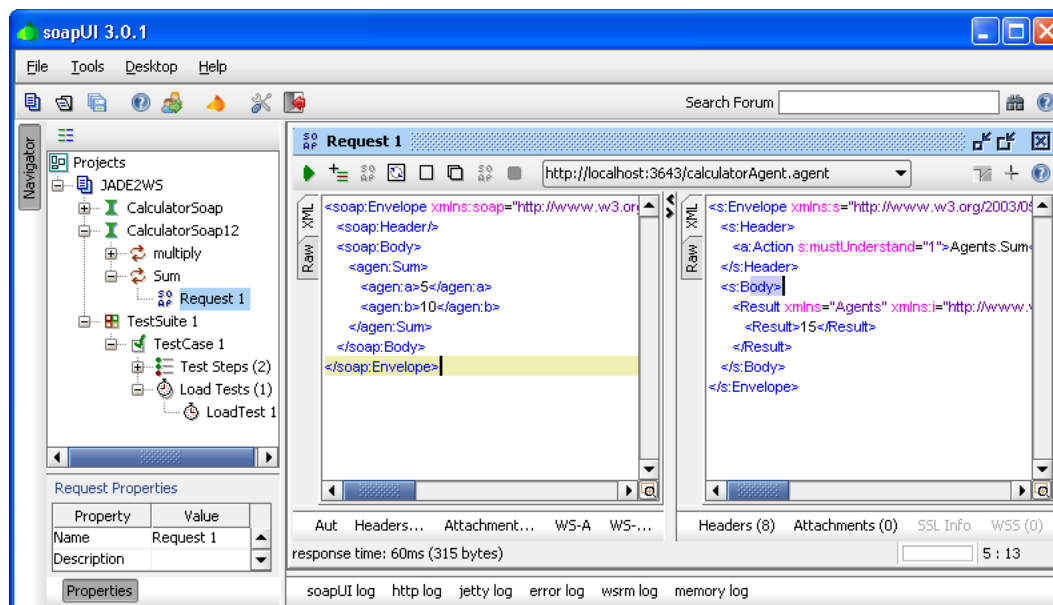 soapUI 3.0.1
File Tools Desktop Help
Search Forum
Navigator
Projects
JADE2WS
CalculatorSoap
CalculatorSoap12
multiply
Sum
Request 1
TestSuite 1
TestCase 1
Test Steps (2)
Load Tests (1)
LoadTest 1
Request Properties
Property Value
Name Request 1
Description
Properties
Request 1
http://localhost:3643/calculatorAgent.agent
XML
Raw
<soap:Envelope xmlns:soap="http://www.w3.or
<soap:Header/>
<soap:Body>
<agen:Sum>
<agen:a>5</agen:a>
<agen:b>10</agen:b>
</agen:Sum>
</soap:Body>
</soap:Envelope>
Aut Headers... Attachment... WS-A WS-...
XML
Raw
<s:Envelope xmlns:s="http://www.w3.org/2003/05
<s:Header>
<a:Action s:mustUnderstand="1">Agents.Sum<
</s:Header>
<s:Body>
<Result xmlns="Agents" xmlns:i="http://www.
<Result>15</Result>
</Result>
</s:Body>
</s:Envelope>
Headers (8) Attachments (0) SSL Info WSS (0)
response time: 60ms (315 bytes)
5 : 13
soapUI log http log jetty log error log wsrm log memory log